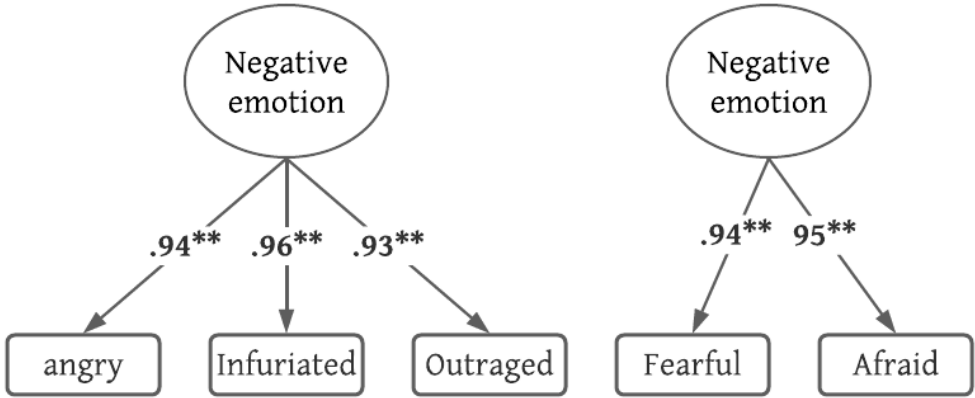 Negative
emotion
Negative
emotion
.94**
.96**
.93**
.94**
95**
angry
Infuriated
Outraged
Fearful
Afraid